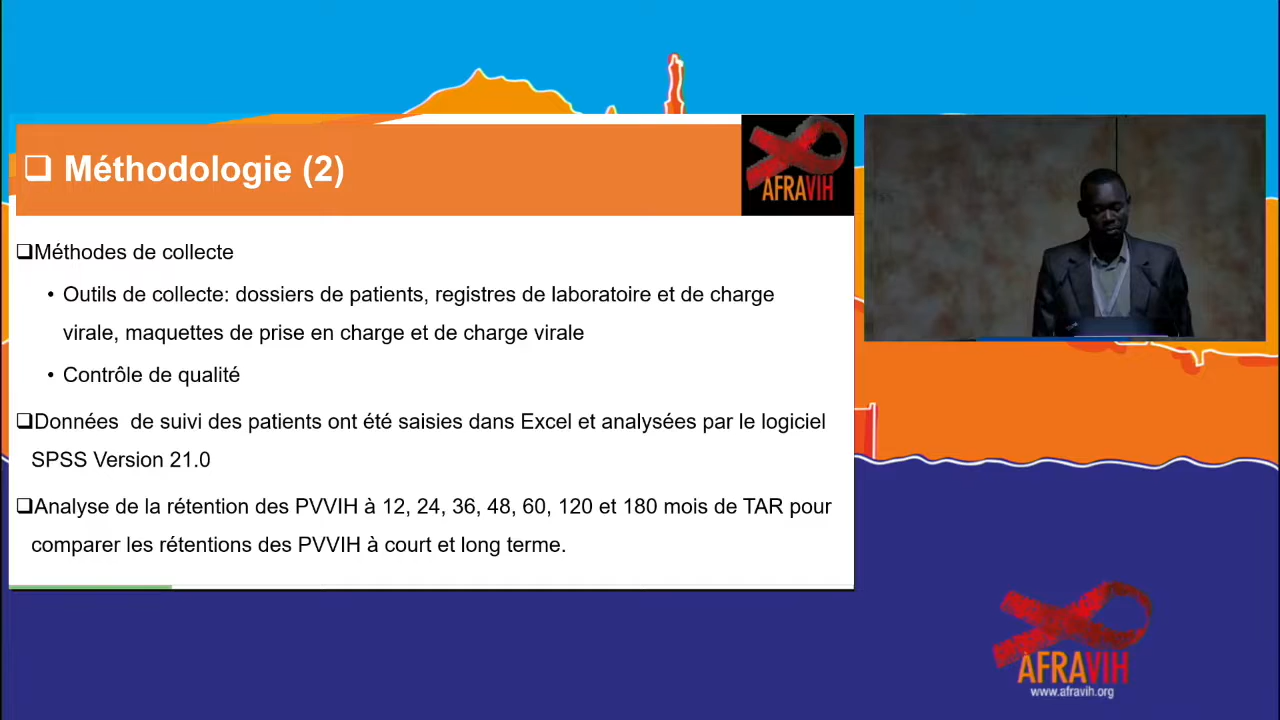 ❑ Méthodologie (2)
AFRAVIH
❑Méthodes de collecte
• Outils de collecte: dossiers de patients, registres de laboratoire et de charge
virale, maquettes de prise en charge et de charge virale
• Contrôle de qualité
❑Données  de suivi des patients ont été saisies dans Excel et analysées par le logiciel
SPSS Version 21.0
❑Analyse de la rétention des PVVIH à 12, 24, 36, 48, 60, 120 et 180 mois de TAR pour
comparer les rétentions des PVVIH à court et long terme.
AFRAVIH
www.afravih.org